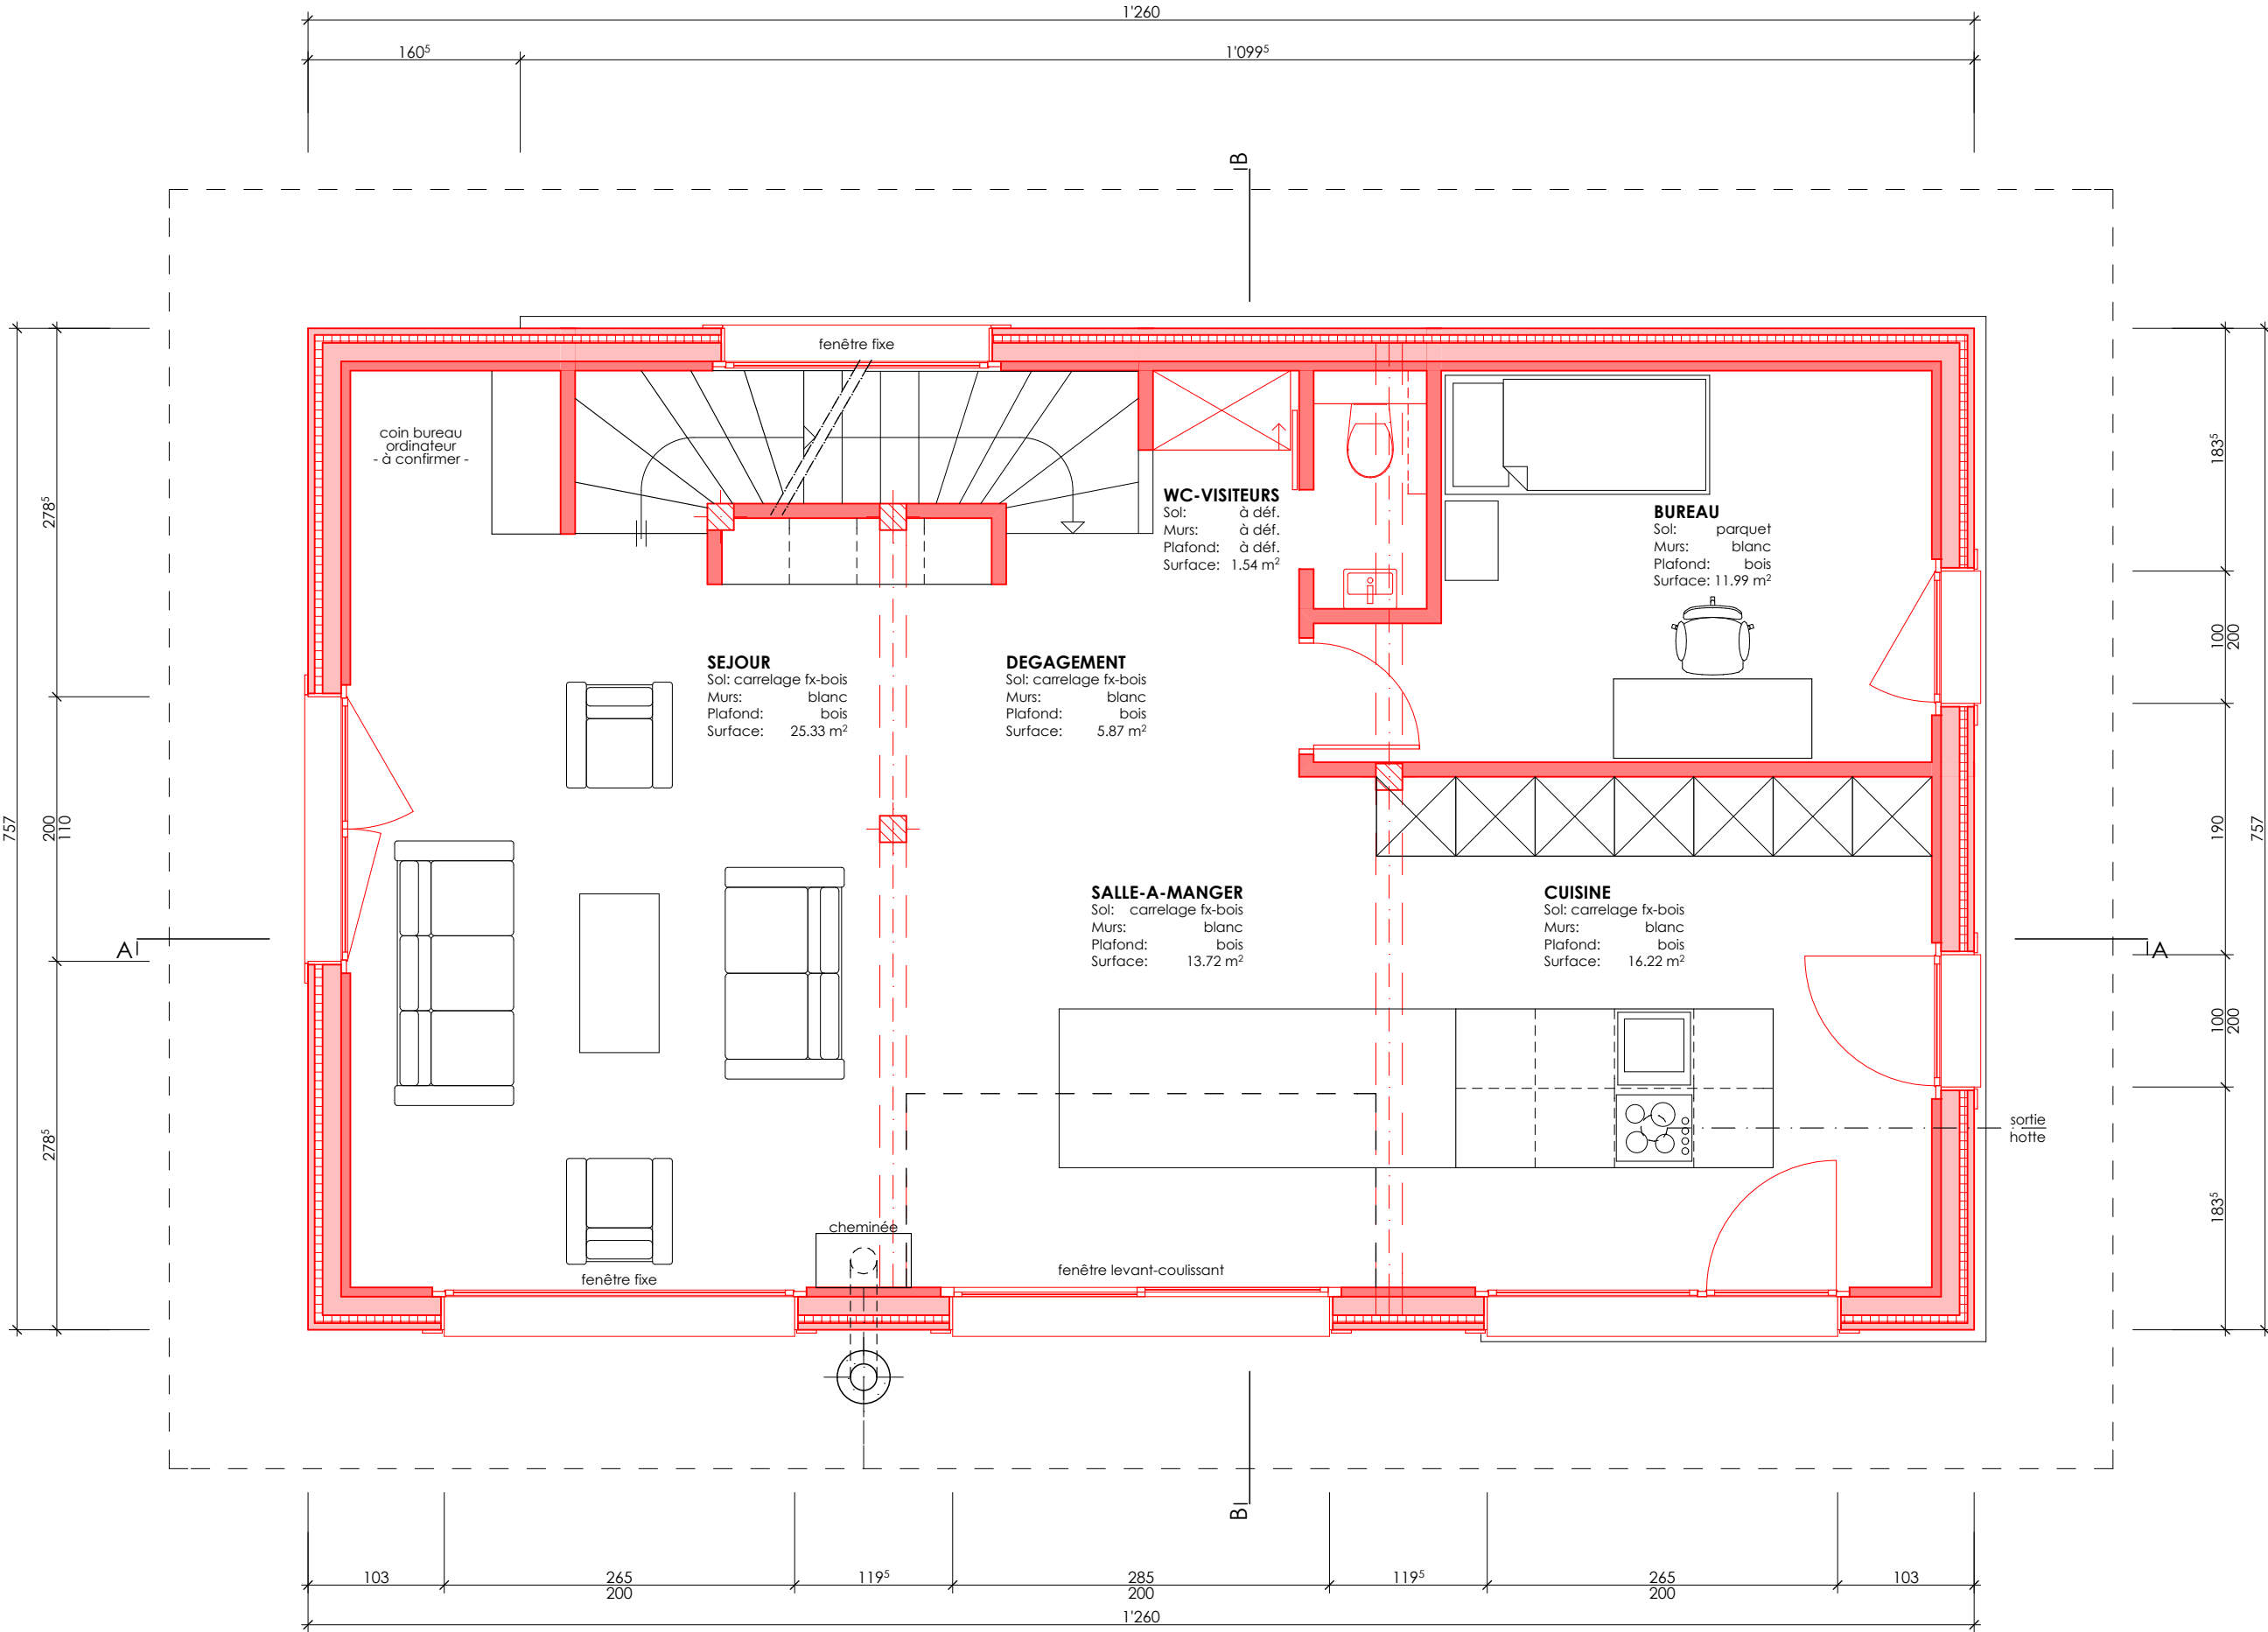 1'260
160⁵
1'099⁵
B
fenêtre fixe
coin bureau
ordinateur
- à confirmer -
WC-VISITEURS
Sol: à déf.
Murs: à déf.
Plafond: à déf.
Surface: 1.54 m²
BUREAU
Sol: parquet
Murs: blanc
Plafond: bois
Surface: 11.99 m²
SEJOUR
Sol: carrelage fx-bois
Murs: blanc
Plafond: bois
Surface: 25.33 m²
DEGAGEMENT
Sol: carrelage fx-bois
Murs: blanc
Plafond: bois
Surface: 5.87 m²
SALLE-A-MANGER
Sol: carrelage fx-bois
Murs: blanc
Plafond: bois
Surface: 13.72 m²
CUISINE
Sol: carrelage fx-bois
Murs: blanc
Plafond: bois
Surface: 16.22 m²
A
A
sortie
hotte
cheminée
fenêtre fixe
fenêtre levant-coulissant
757
278⁵
200
110
278⁵
183⁵
100
200
190
100
200
183⁵
757
B
103
265
200
119⁵
285
200
119⁵
265
200
103
1'260